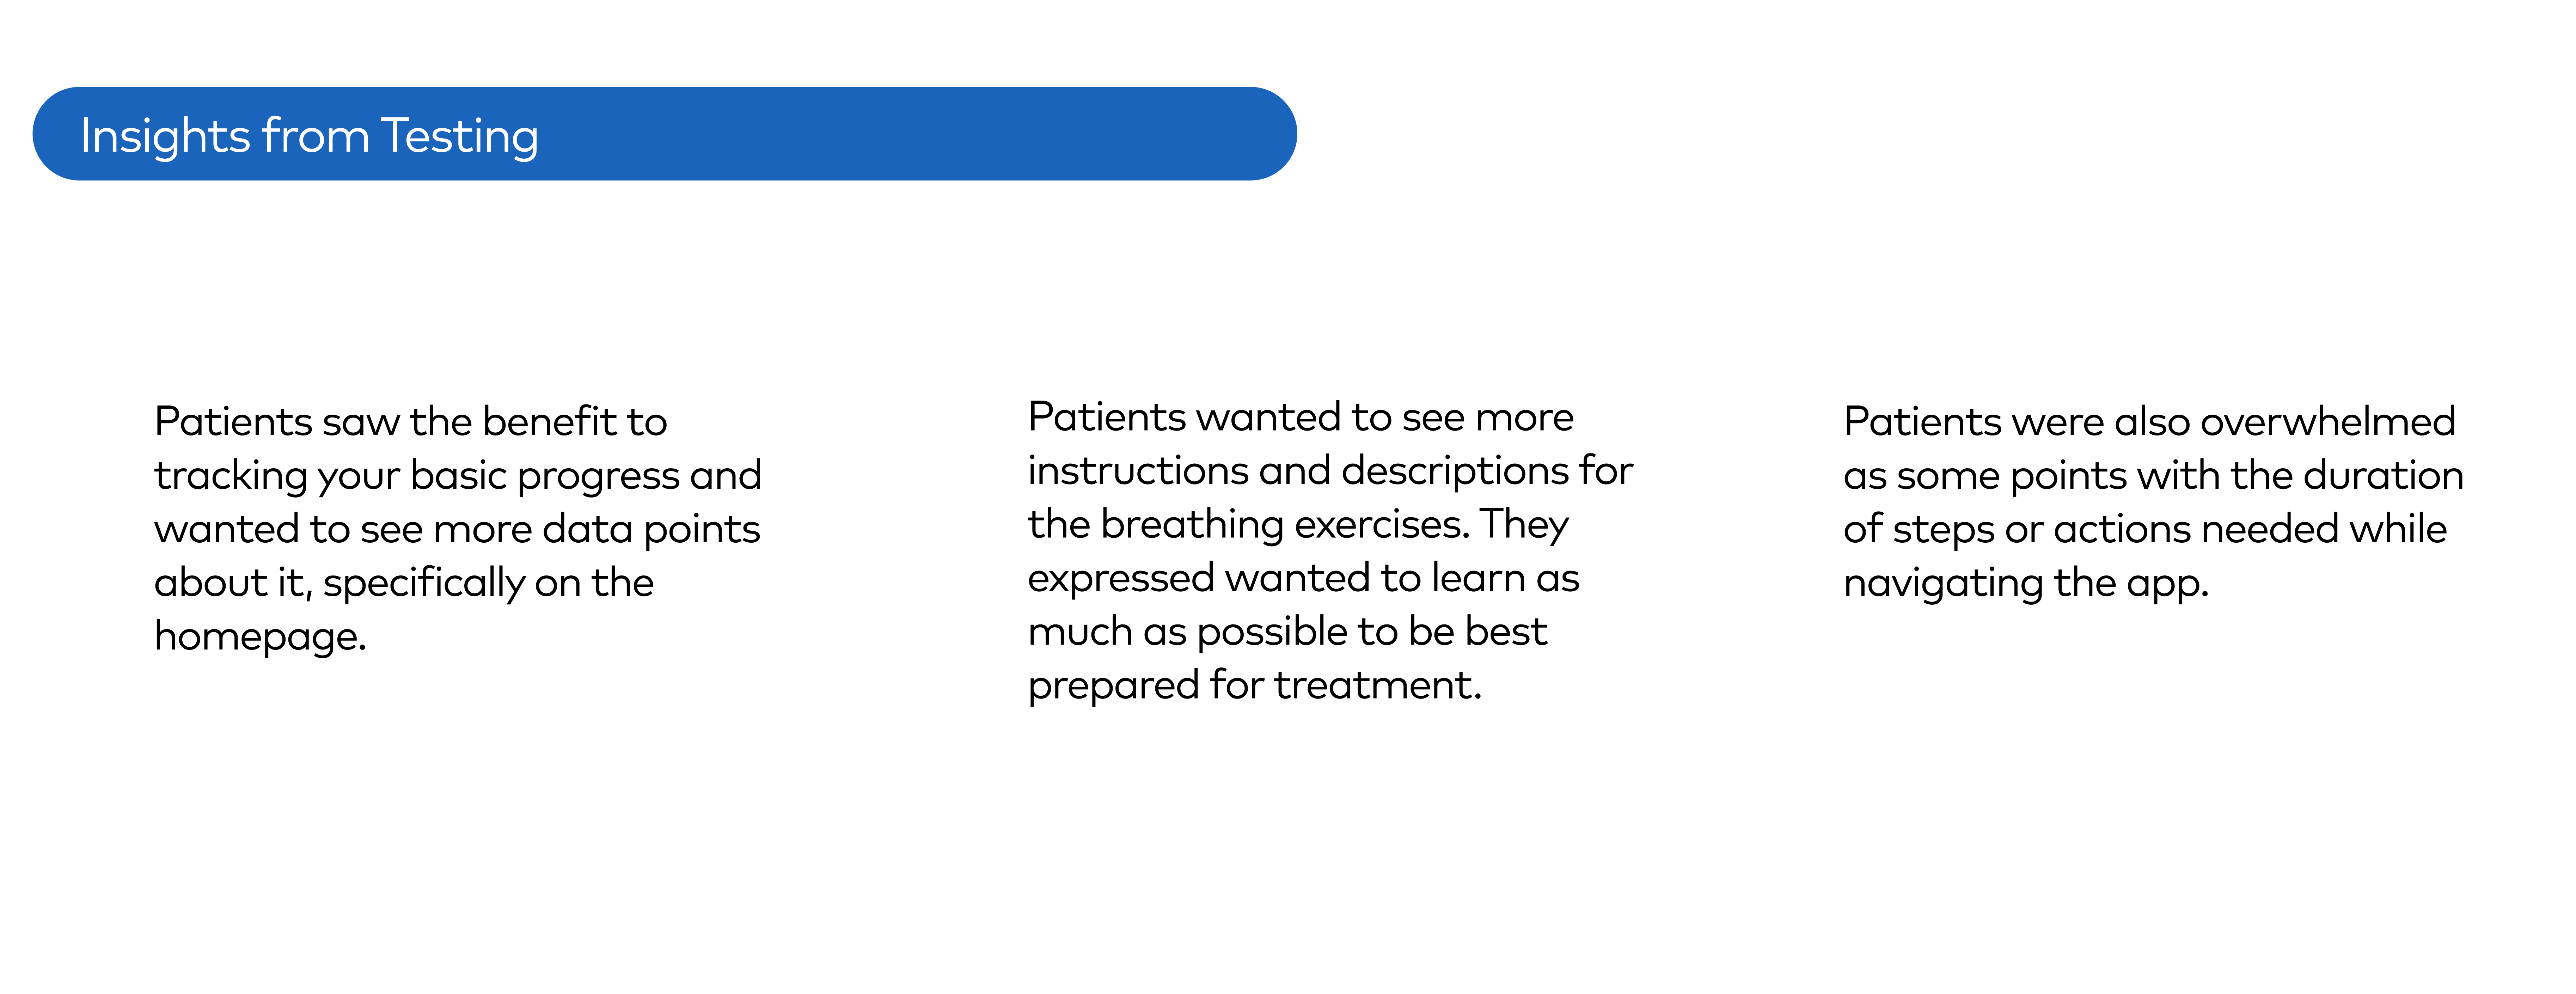 Insights from Testing
Patients saw the benefit to
tracking your basic progress and
wanted to see more data points
about it, specifically on the
homepage.
Patients wanted to see more
instructions and descriptions for
the breathing exercises. They
expressed wanted to learn as
much as possible to be best
prepared for treatment.
Patients were also overwhelmed
as some points with the duration
of steps or actions needed while
navigating the app.